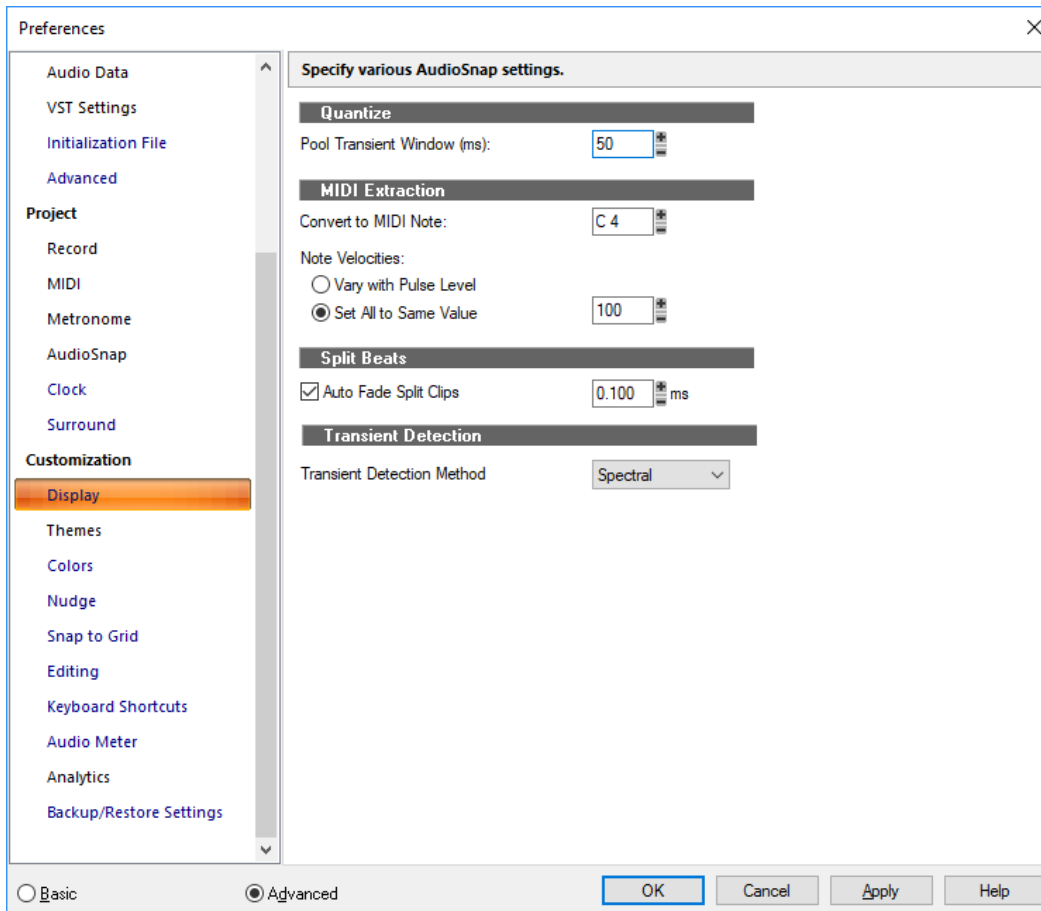 Preferences
Audio Data
VST Settings
Initialization File
Advanced
Project
Record
MIDI
Metronome
AudioSnap
Clock
Surround
Customization
Display
Themes
Colors
Nudge
Snap to Grid
Editing
Keyboard Shortcuts
Audio Meter
Analytics
Backup/Restore Settings
Specify various AudioSnap settings.
Quantize
Pool Transient Window (ms): 50
MIDI Extraction
Convert to MIDI Note: C 4
Note Velocities:
Vary with Pulse Level
Set All to Same Value 100
Split Beats
Auto Fade Split Clips 0.100 ms
Transient Detection
Transient Detection Method Spectral
Basic Advanced OK Cancel Apply Help